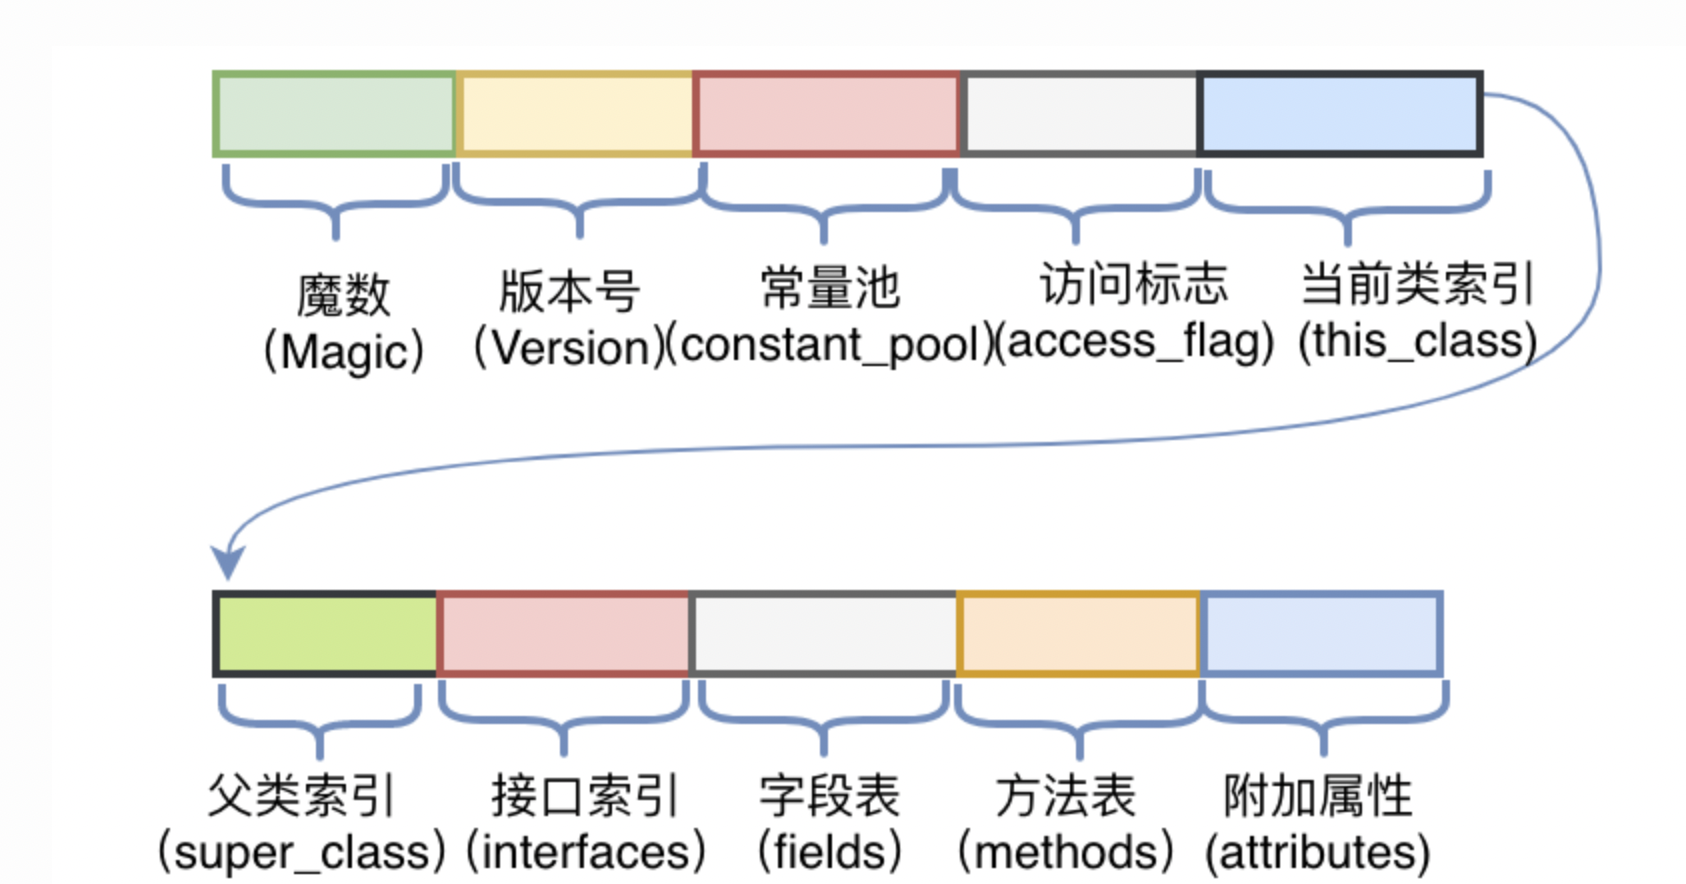 魔数
(Magic)
版本号
(Version)
常量池
(constant_pool)
访问标志
(access_flag)
当前类索引
(this_class)
父类索引
(super_class)
接口索引
(interfaces)
字段表
(fields)
方法表
(methods)
附加属性
(attributes)